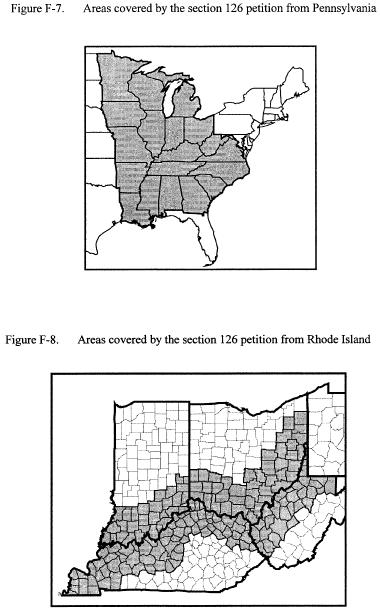 Figure F-7. Areas covered by the section 126 petition from Pennsylvania
Figure F-8. Areas covered by the section 126 petition from Rhode Island